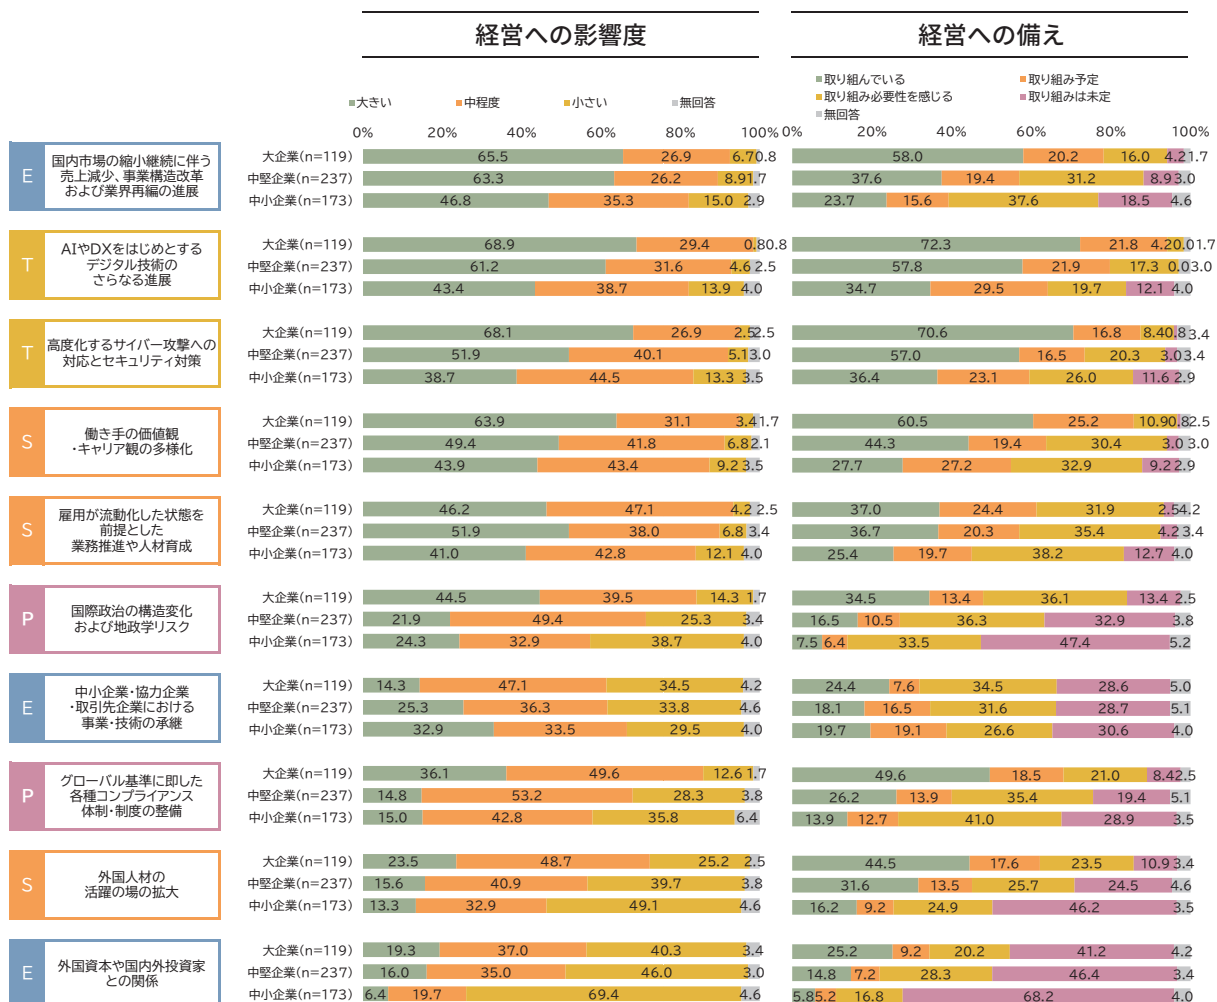 経営への影響度
経営への備え
大きい 中程度 小さい 無回答
取り組んでいる 取り組み予定
取り組み必要性を感じる 取り組みは未定
無回答
0% 20% 40% 60% 80% 100%
0% 20% 40% 60% 80% 100%
E
国内市場の縮小継続に伴う
売上減少、事業構造改革
および業界再編の進展
大企業(n=119) 65.5 26.9 6.7 0.8 58.0 20.2 16.0 4.2 1.7
中堅企業(n=237) 63.3 26.2 8.9 1.7 37.6 19.4 31.2 8.9 3.0
中小企業(n=173) 46.8 35.3 15.0 2.9 23.7 15.6 37.6 18.5 4.6
T
AIやDXをはじめとする
デジタル技術の
さらなる進展
大企業(n=119) 68.9 29.4 0.8 0.8 72.3 21.8 4.2 0.0 1.7
中堅企業(n=237) 61.2 31.6 4.6 2.5 57.8 21.9 17.3 0.0 3.0
中小企業(n=173) 43.4 38.7 13.9 4.0 34.7 29.5 19.7 12.1 4.0
T
高度化するサイバー攻撃への
対応とセキュリティ対策
大企業(n=119) 68.1 26.9 2.5 2.5 70.6 16.8 8.4 0.8 3.4
中堅企業(n=237) 51.9 40.1 5.1 3.0 57.0 16.5 20.3 3.0 3.4
中小企業(n=173) 38.7 44.5 13.3 3.5 36.4 23.1 26.0 11.6 2.9
S
働き手の価値観
・キャリア観の多様化
大企業(n=119) 63.9 31.1 3.4 1.7 60.5 25.2 10.9 0.8 2.5
中堅企業(n=237) 49.4 41.8 6.8 2.1 44.3 19.4 30.4 3.0 3.0
中小企業(n=173) 43.9 43.4 9.2 3.5 27.7 27.2 32.9 9.2 2.9
S
雇用が流動化した状態を
前提とした
業務推進や人材育成
大企業(n=119) 46.2 47.1 4.2 2.5 37.0 24.4 31.9 2.5 4.2
中堅企業(n=237) 51.9 38.0 6.8 3.4 36.7 20.3 35.4 4.2 3.4
中小企業(n=173) 41.0 42.8 12.1 4.0 25.4 19.7 38.2 12.7 4.0
P
国際政治の構造変化
および地政学リスク
大企業(n=119) 44.5 39.5 14.3 1.7 34.5 13.4 36.1 13.4 2.5
中堅企業(n=237) 21.9 49.4 25.3 3.4 16.5 10.5 36.3 32.9 3.8
中小企業(n=173) 24.3 32.9 38.7 4.0 7.5 6.4 33.5 47.4 5.2
E
中小企業・協力企業
・取引先企業における
事業・技術の承継
大企業(n=119) 14.3 47.1 34.5 4.2 24.4 7.6 34.5 28.6 5.0
中堅企業(n=237) 25.3 36.3 33.8 4.6 18.1 16.5 31.6 28.7 5.1
中小企業(n=173) 32.9 33.5 29.5 4.0 19.7 19.1 26.6 30.6 4.0
P
グローバル基準に即した
各種コンプライアンス
体制・制度の整備
大企業(n=119) 36.1 49.6 12.6 1.7 49.6 18.5 21.0 8.4 2.5
中堅企業(n=237) 14.8 53.2 28.3 3.8 26.2 13.9 35.4 19.4 5.1
中小企業(n=173) 15.0 42.8 35.8 6.4 13.9 12.7 41.0 28.9 3.5
S
外国人材の
活躍の場の拡大
大企業(n=119) 23.5 48.7 25.2 2.5 44.5 17.6 23.5 10.9 3.4
中堅企業(n=237) 15.6 40.9 39.7 3.8 31.6 13.5 25.7 24.5 4.6
中小企業(n=173) 13.3 32.9 49.1 4.6 16.2 9.2 24.9 46.2 3.5
E
外国資本や国内外投資家
との関係
大企業(n=119) 19.3 37.0 40.3 3.4 25.2 9.2 20.2 41.2 4.2
中堅企業(n=237) 16.0 35.0 46.0 3.0 14.8 7.2 28.3 46.4 3.4
中小企業(n=173) 6.4 19.7 69.4 4.6 5.8 5.2 16.8 68.2 4.0